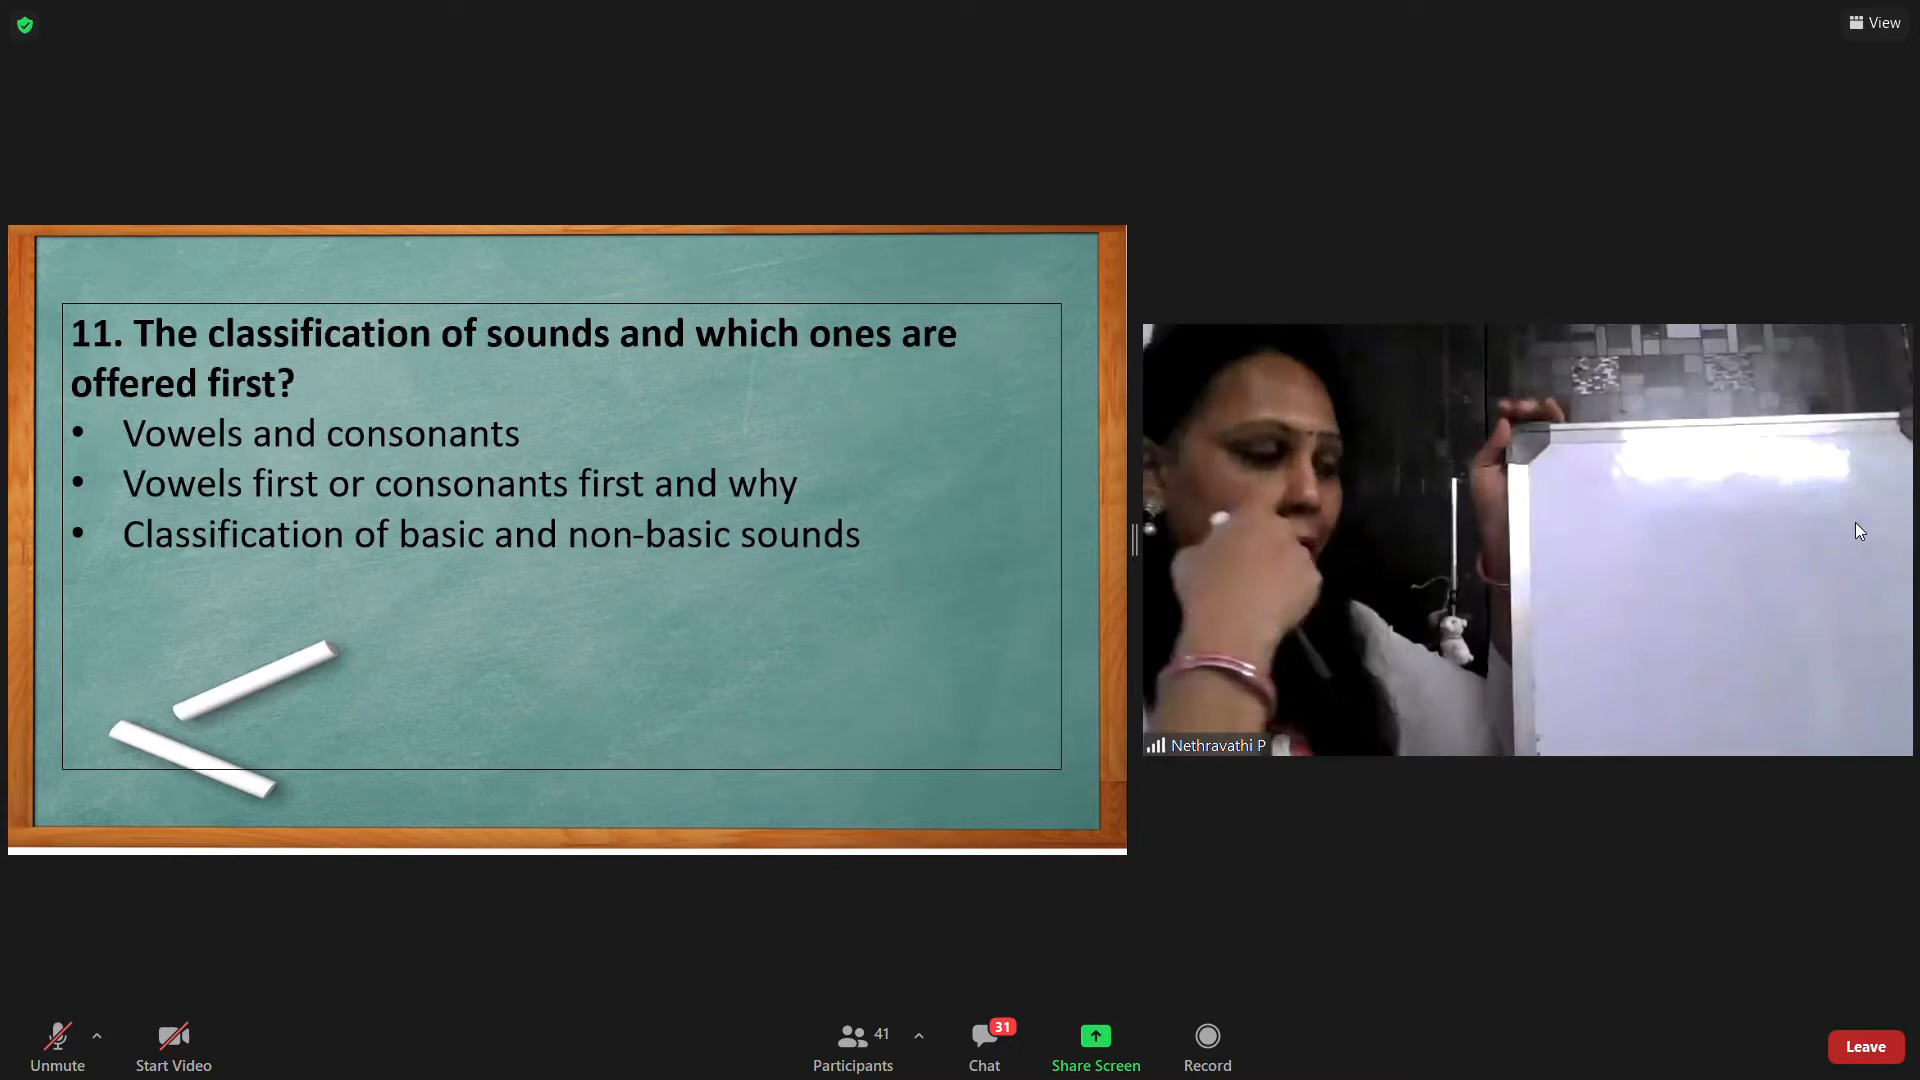 View
11. The classification of sounds and which ones are
offered first?
• Vowels and consonants
• Vowels first or consonants first and why
• Classification of basic and non-basic sounds
Nethravathi P
Unmute
Start Video
41
Participants
31
Chat
Share Screen
Record
Leave